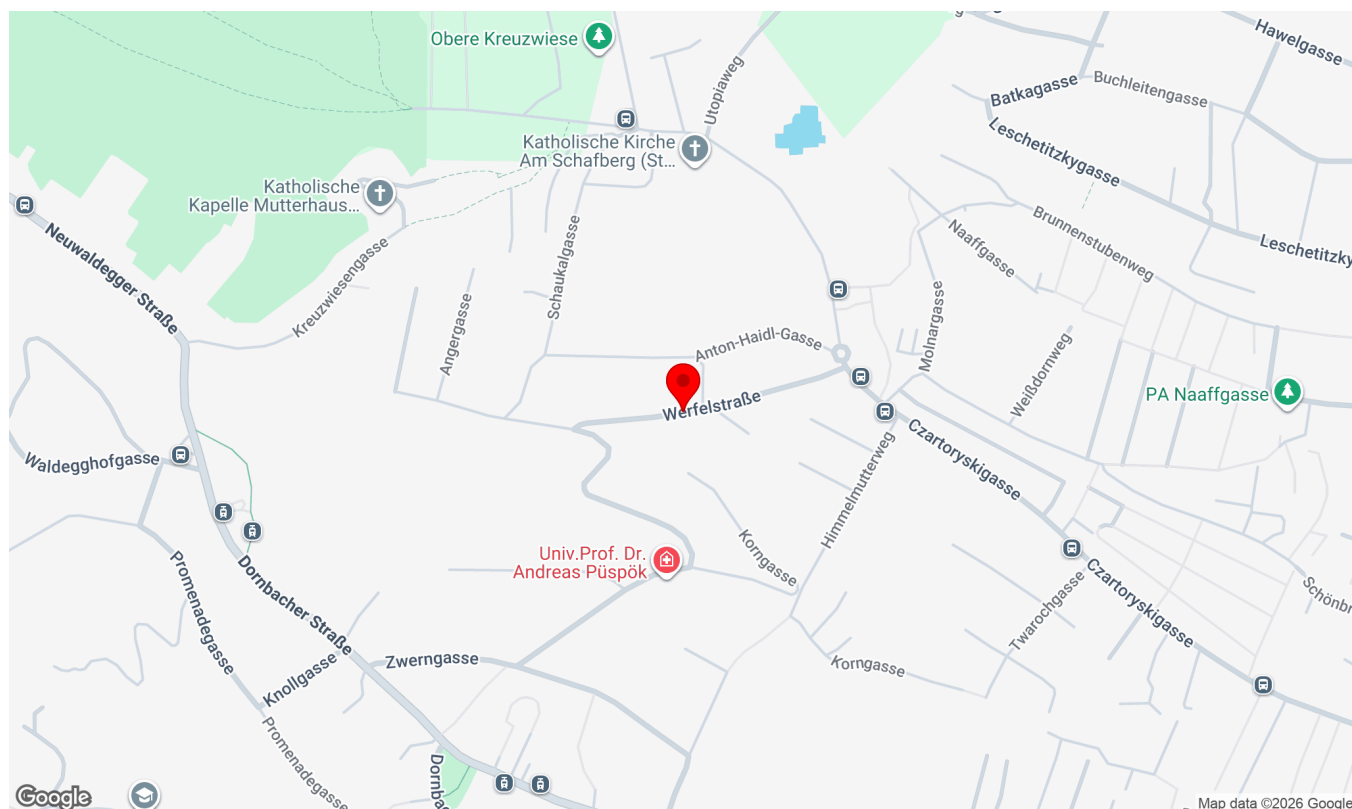 Obere Kreuzwiese
Utopiaweg
Hawelgasse
Batkagasse
Buchleitengasse
Leschetitzkygasse
Katholische Kirche
Am Schafberg (St...
Katholische
Kapelle Mutterhaus...
Neuwaldegger Straße
Kreuzwiesengasse
Schaukalgasse
Angergasse
Naaffgasse
Brunnenstubenweg
Leschetitzky
Molnargasse
Anton-Haidl-Gasse
Weißdornweg
PA Naaffgasse
Werfelstraße
Czartoryskigasse
Waldegghofgasse
Himmelmutterweg
Korngasse
Univ.Prof. Dr.
Andreas Püspök
Promenadegasse
Dornbacher Straße
Czartoryskigasse
Schönbr
Twarochgasse
Zwerngasse
Knollgasse
Korngasse
Promenadegasse
Dornba
Google
Map data ©2026 Google